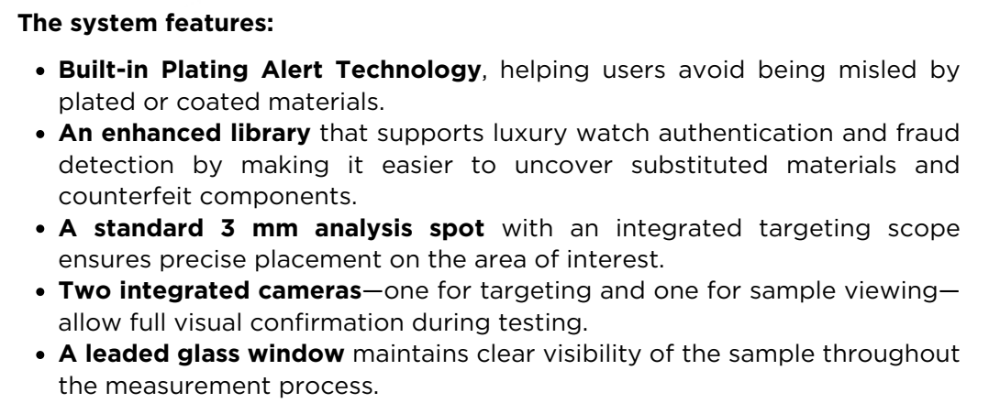 The system features:
• Built-in Plating Alert Technology, helping users avoid being misled by
plated or coated materials.
• An enhanced library that supports luxury watch authentication and fraud
detection by making it easier to uncover substituted materials and
counterfeit components.
• A standard 3 mm analysis spot with an integrated targeting scope
ensures precise placement on the area of interest.
• Two integrated cameras—one for targeting and one for sample viewing—
allow full visual confirmation during testing.
• A leaded glass window maintains clear visibility of the sample throughout
the measurement process.